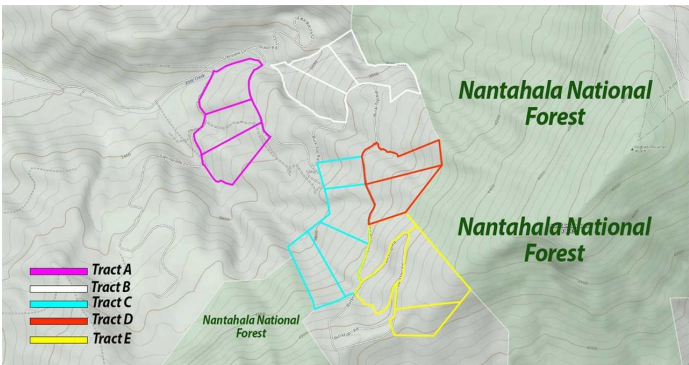 Nantahala National
Forest
Nantahala National
Forest
Tract A
Tract B
Tract C
Tract D
Tract E
Nantahala National
Forest